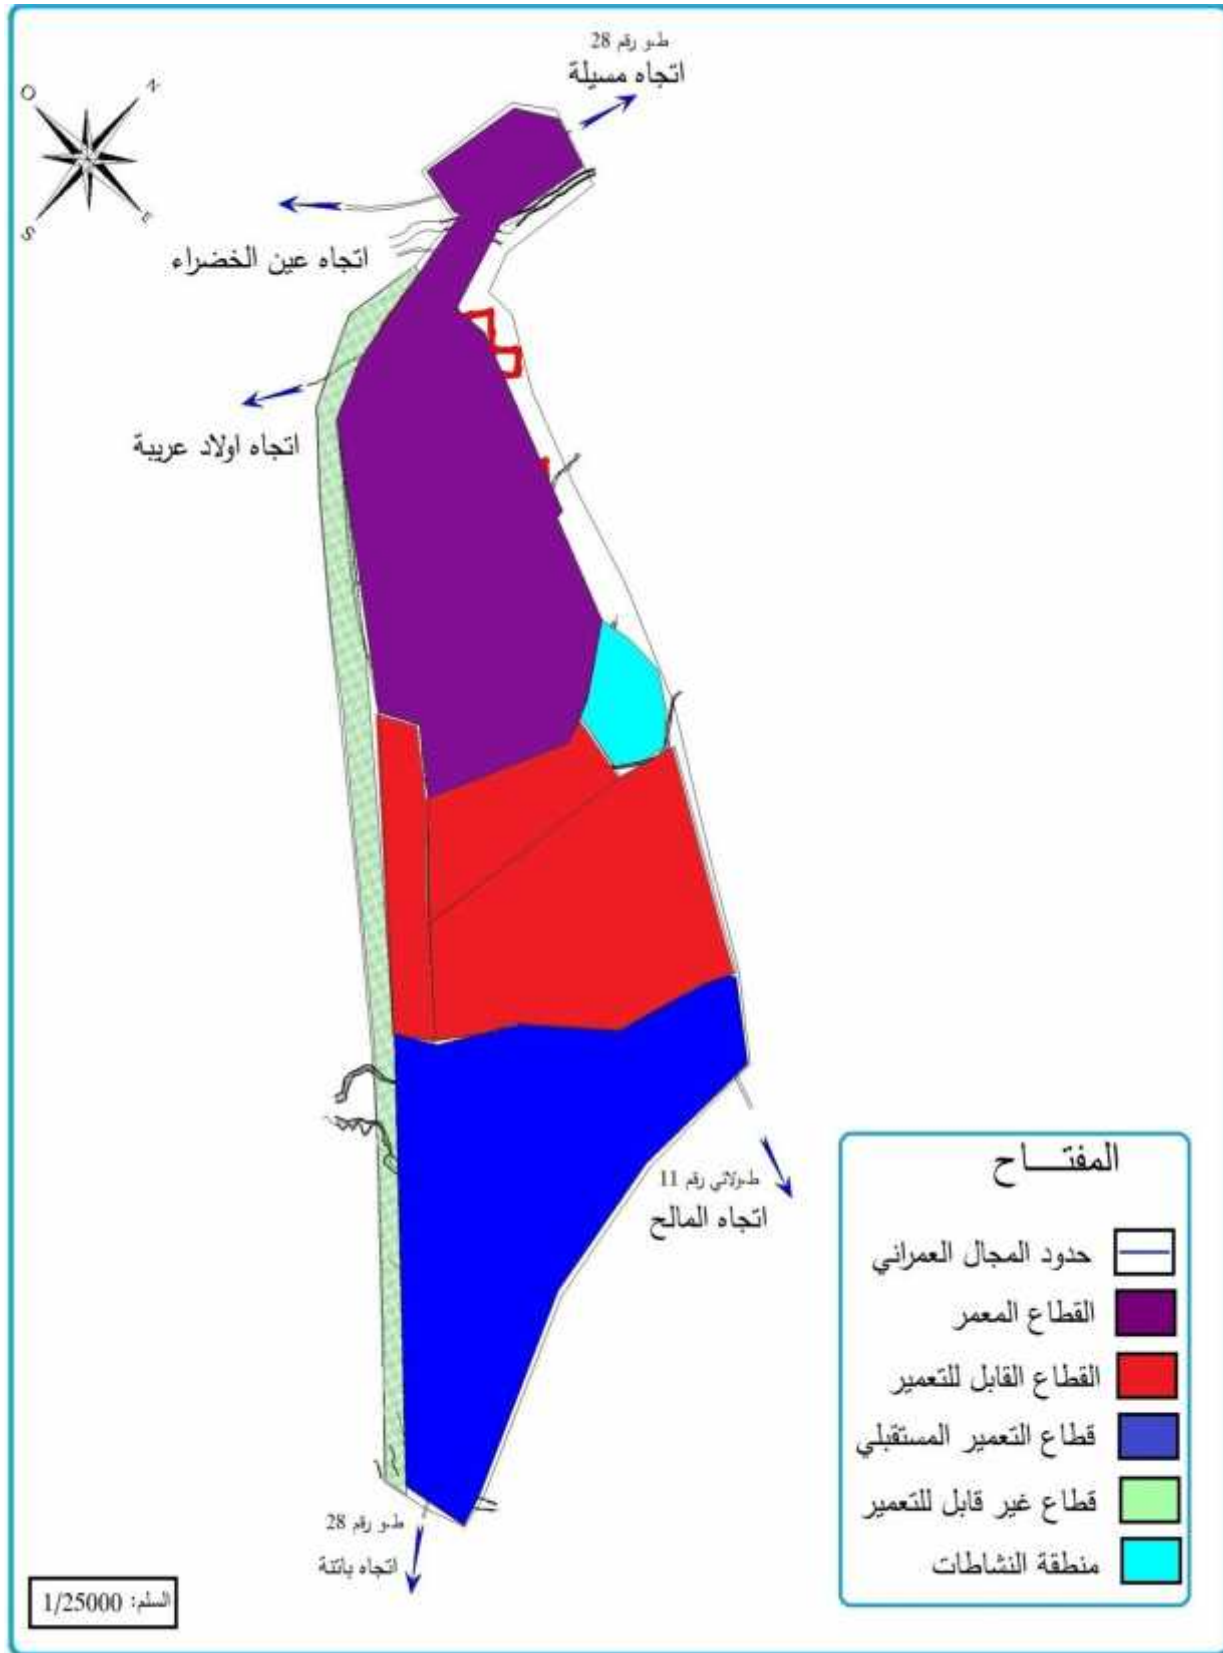 ط.و رقم 28
اتجاه مسيلة
N
O
S
E
اتجاه عين الخضراء
اتجاه اولاد عريبة
ط.ولائي رقم 11
اتجاه المالح
المفتـــاح
حدود المجال العمراني
القطاع المعمر
القطاع القابل للتعمير
قطاع التعمير المستقبلي
قطاع غير قابل للتعمير
منطقة النشاطات
ط.و رقم 28
اتجاه باتنة
السلم: 1/25000